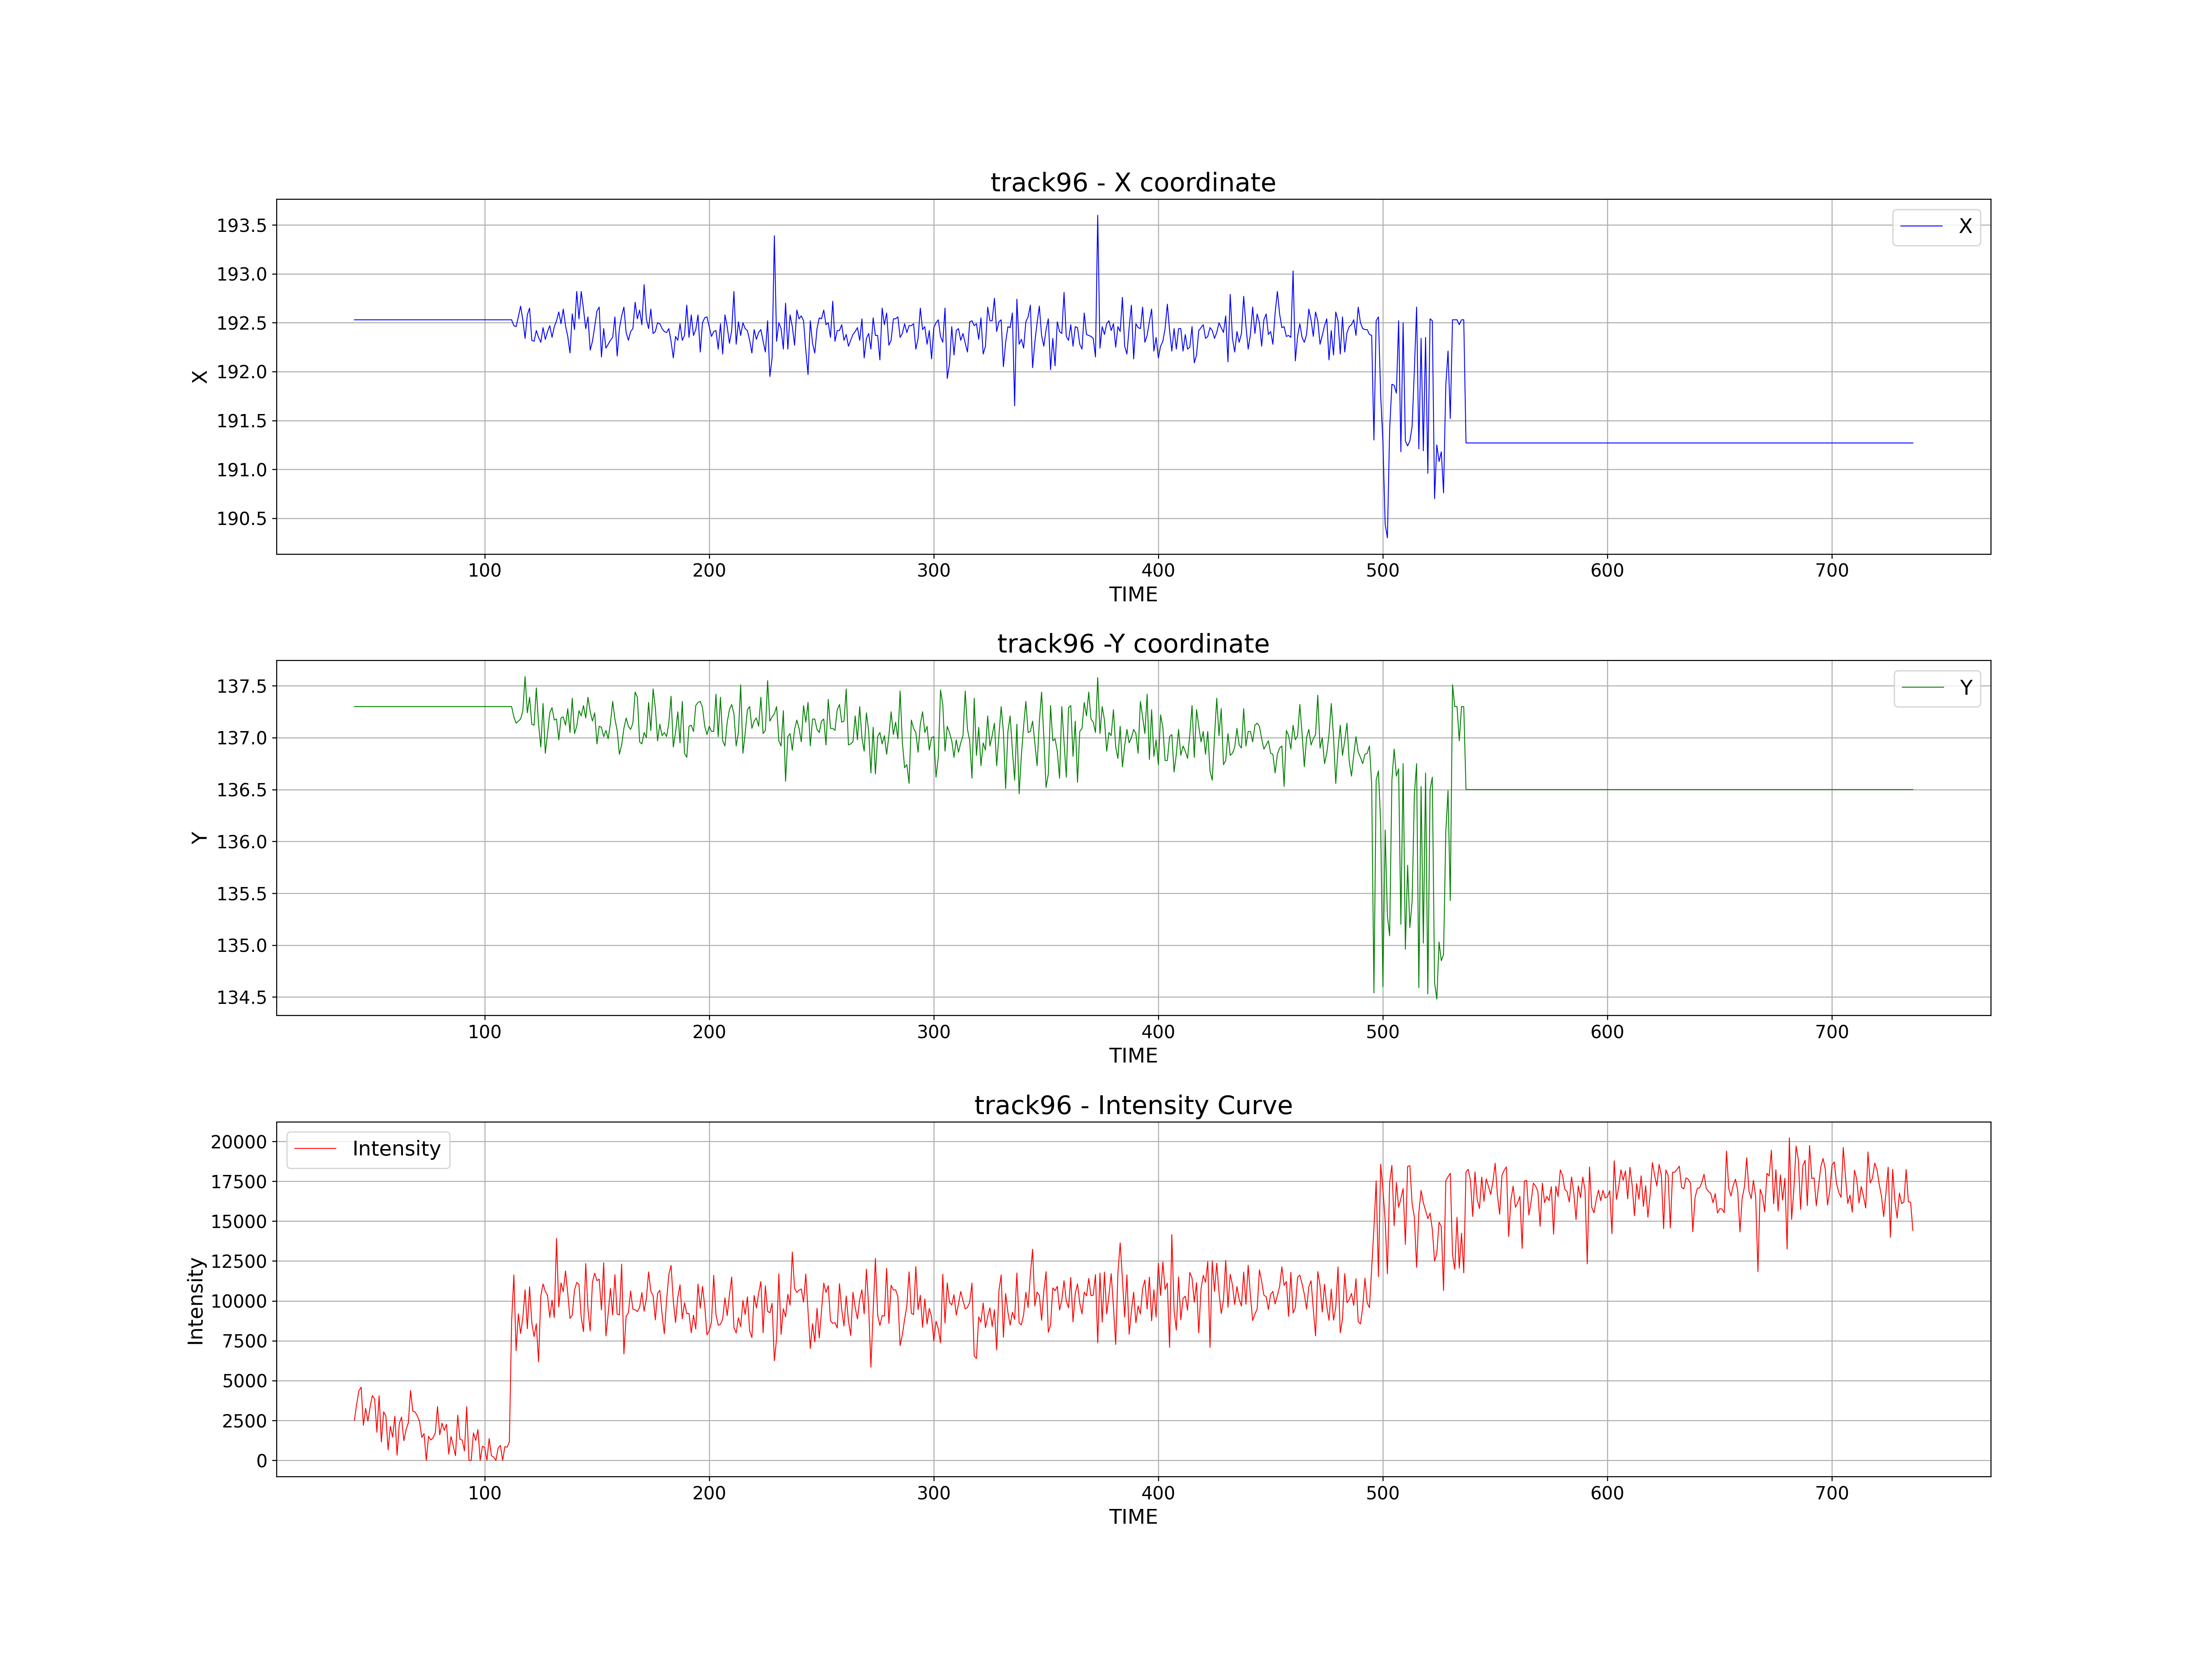 track96 - X coordinate
X
193.5
193.0
192.5
192.0
191.5
191.0
190.5
X
100 200 300 400 500 600 700
TIME
track96 -Y coordinate
Y
137.5
137.0
136.5
136.0
135.5
135.0
134.5
Y
100 200 300 400 500 600 700
TIME
track96 - Intensity Curve
Intensity
20000
17500
15000
12500
10000
7500
5000
2500
0
Intensity
100 200 300 400 500 600 700
TIME